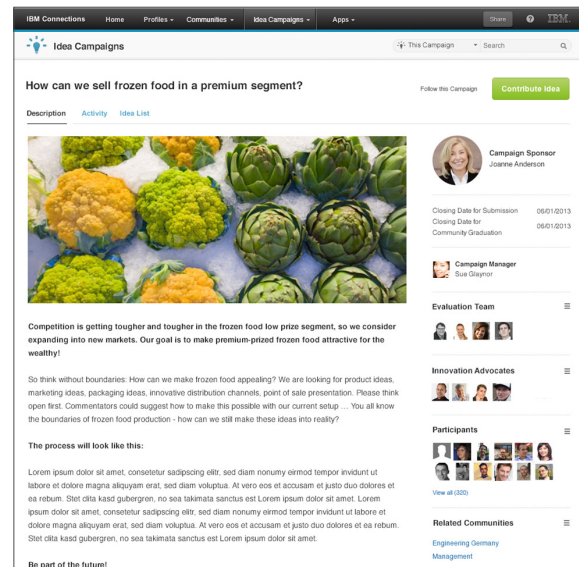 IBM Connections Home Profiles Communities Idea Campaigns Apps Share ? IBM.
Idea Campaigns This Campaign Search
How can we sell frozen food in a premium segment? Follow this Campaign Contribute Idea
Description Activity Idea List
Campaign Sponsor
Joanne Anderson
Closing Date for Submission 06/01/2013
Closing Date for
Community Graduation 06/01/2013
Campaign Manager
Sue Glaynor
Evaluation Team
Innovation Advocates
Participants
View all (320)
Related Communities
Engineering Germany
Management
Competition is getting tougher and tougher in the frozen food low prize segment, so we consider
expanding into new markets. Our goal is to make premium-prized frozen food attractive for the
wealthy!
So think without boundaries: How can we make frozen food appealing? We are looking for product ideas,
marketing ideas, packaging ideas, innovative distribution channels, point of sale presentation. Please think
open first. Commentators could suggest how to make this possible with our current setup ... You all know
the boundaries of frozen food production - how can we still make these ideas into reality?
The process will look like this:
Lorem ipsum dolor sit amet, consetetur sadipscing elitr, sed diam nonumy eirmod tempor invidunt ut
labore et dolore magna aliquyam erat, sed diam voluptua. At vero eos et accusam et justo duo dolores et
ea rebum. Stet clita kasd gubergren, no sea takimata sanctus est Lorem ipsum dolor sit amet. Lorem
ipsum dolor sit amet, consetetur sadipscing elitr, sed diam nonumy eirmod tempor invidunt ut labore et
dolore magna aliquyam erat, sed diam voluptua. At vero eos et accusam et justo duo dolores et ea rebum.
Stet clita kasd gubergren, no sea takimata sanctus est Lorem ipsum dolor sit amet.
Be part of the future!